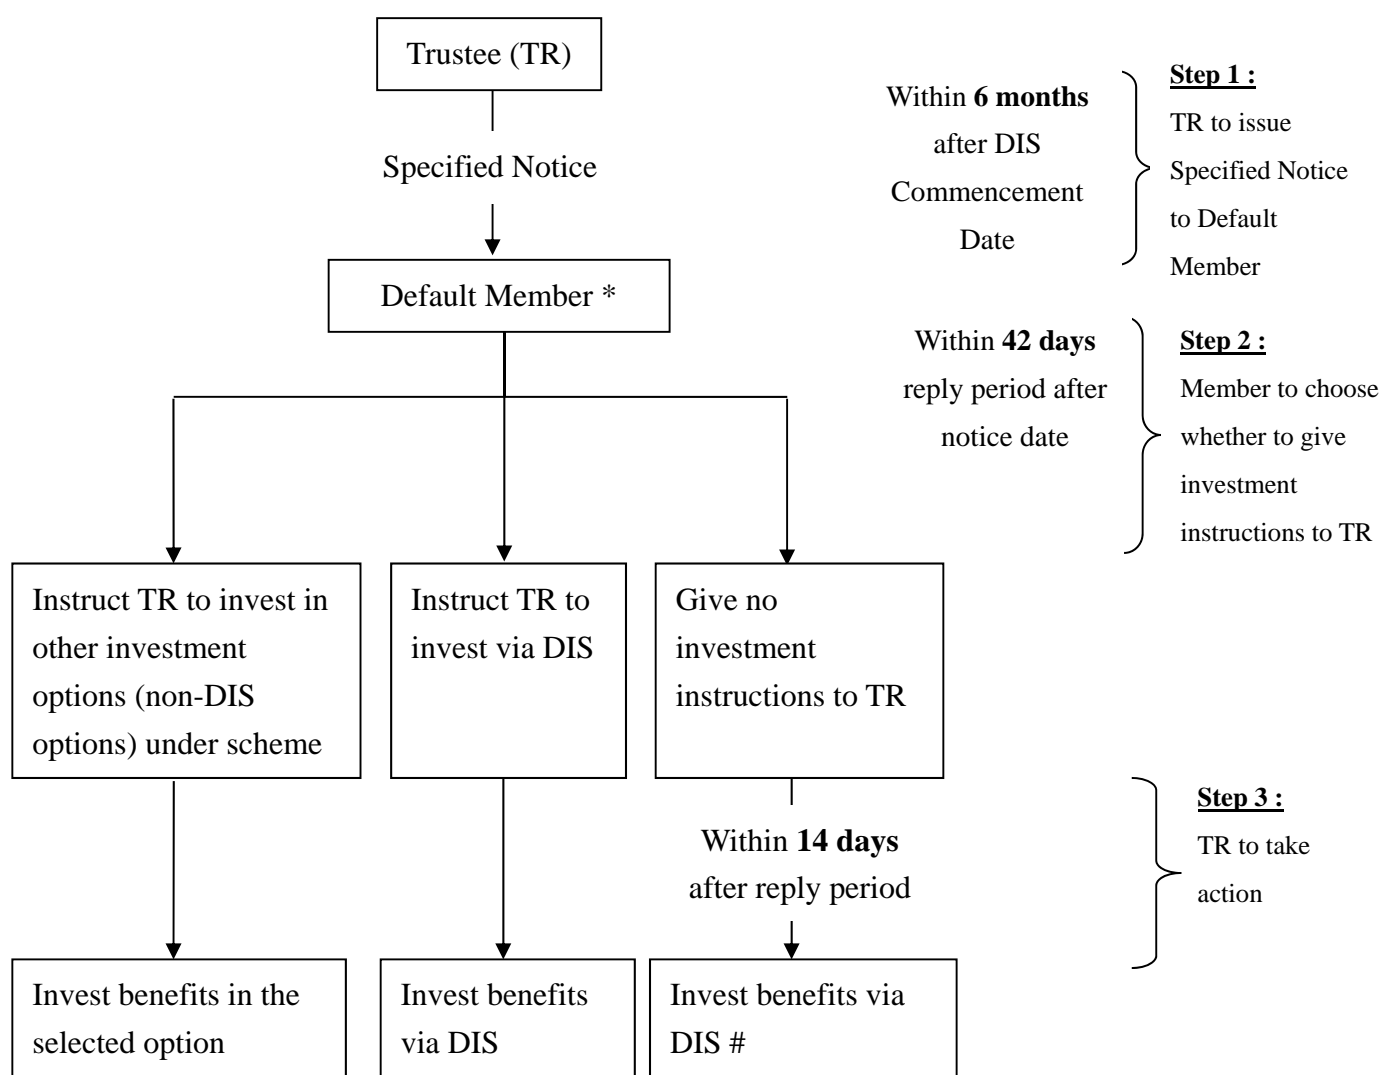 Trustee (TR)
Specified Notice
Default Member *
Within 6 months
after DIS
Commencement
Date
Step 1 :
TR to issue
Specified Notice
to Default
Member
Within 42 days
reply period after
notice date
Step 2 :
Member to choose
whether to give
investment
instructions to TR
Instruct TR to invest in
other investment
options (non-DIS
options) under scheme
Instruct TR to
invest via DIS
Give no
investment
instructions to TR
Within 14 days
after reply period
Step 3 :
TR to take
action
Invest benefits in the
selected option
Invest benefits
via DIS
Invest benefits via
DIS #